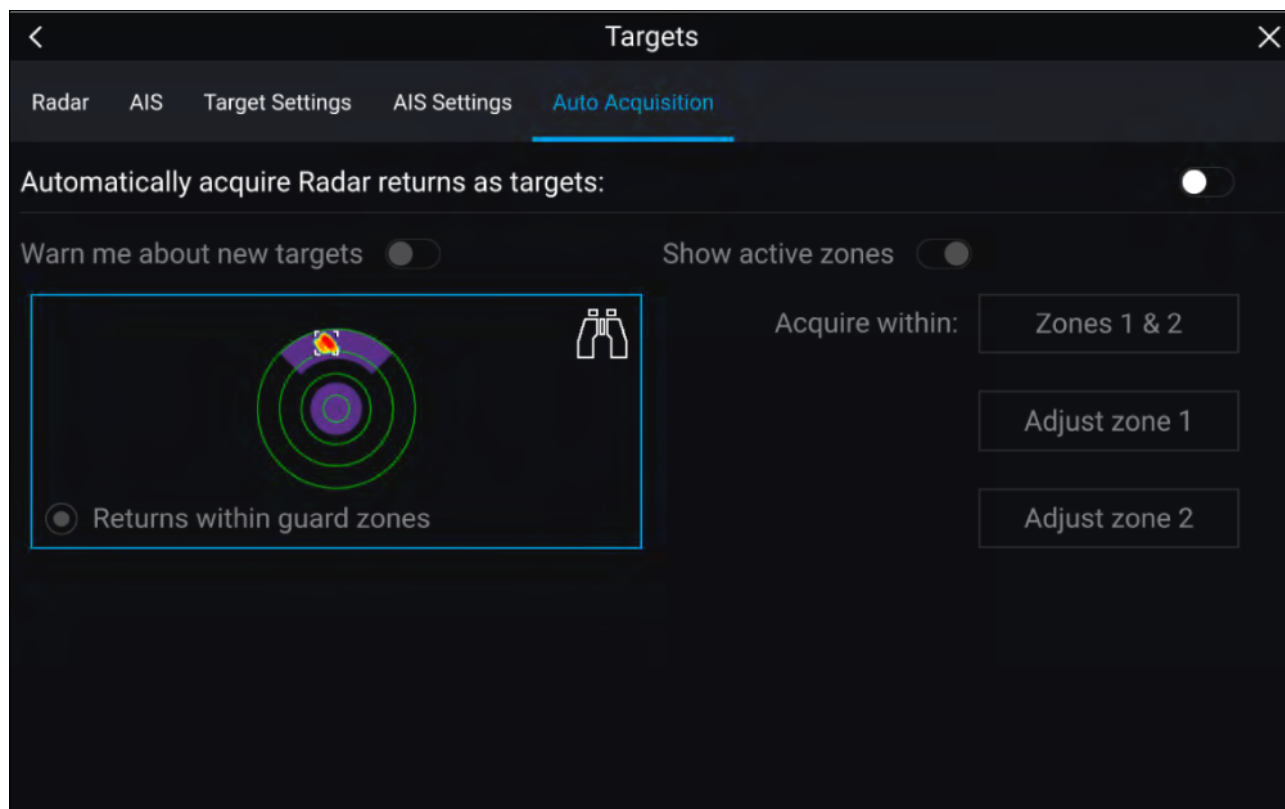 Targets
Radar AIS Target Settings AIS Settings Auto Acquisition
Automatically acquire Radar returns as targets:
Warn me about new targets Show active zones
Acquire within: Zones 1 & 2
Adjust zone 1
Returns within guard zones Adjust zone 2